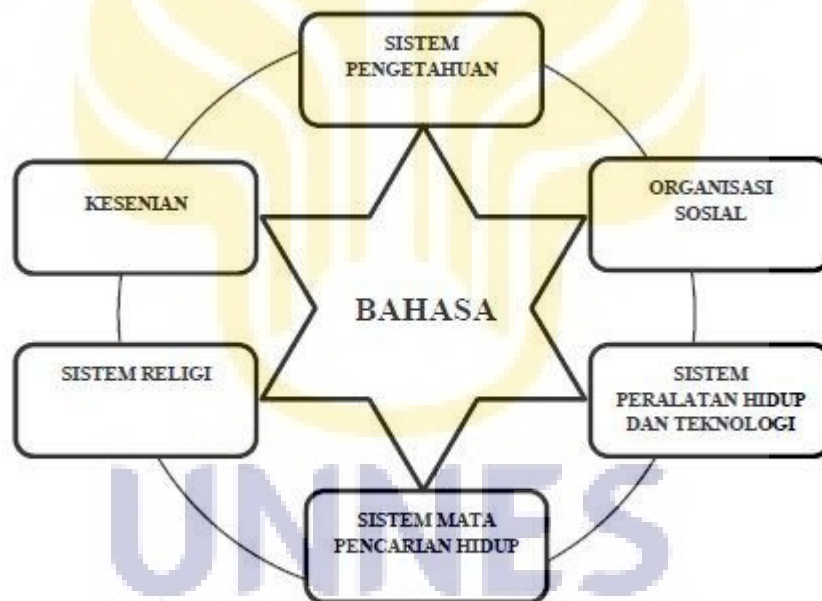 SISTEM
PENGETAHUAN
KESENIAN
ORGANISASI
SOSIAL
BAHASA
SISTEM RELIGI
SISTEM
PERALATAN HIDUP
DAN TEKNOLOGI
SISTEM MATA
PENCARIAN HIDUP
UNNES